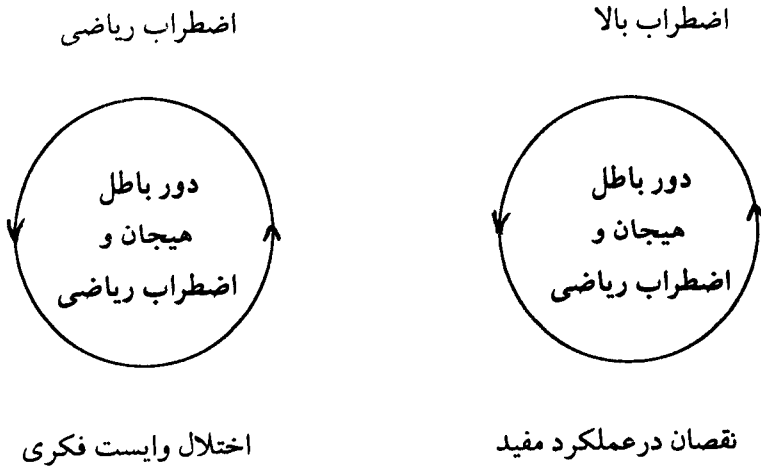 اضطراب بالا
دور باطل
هیجان و
اضطراب ریاضی
نقصان درعملکرد مفید
اضطراب ریاضی
دور باطل
هیجان و
اضطراب ریاضی
اختلال وایست فکری